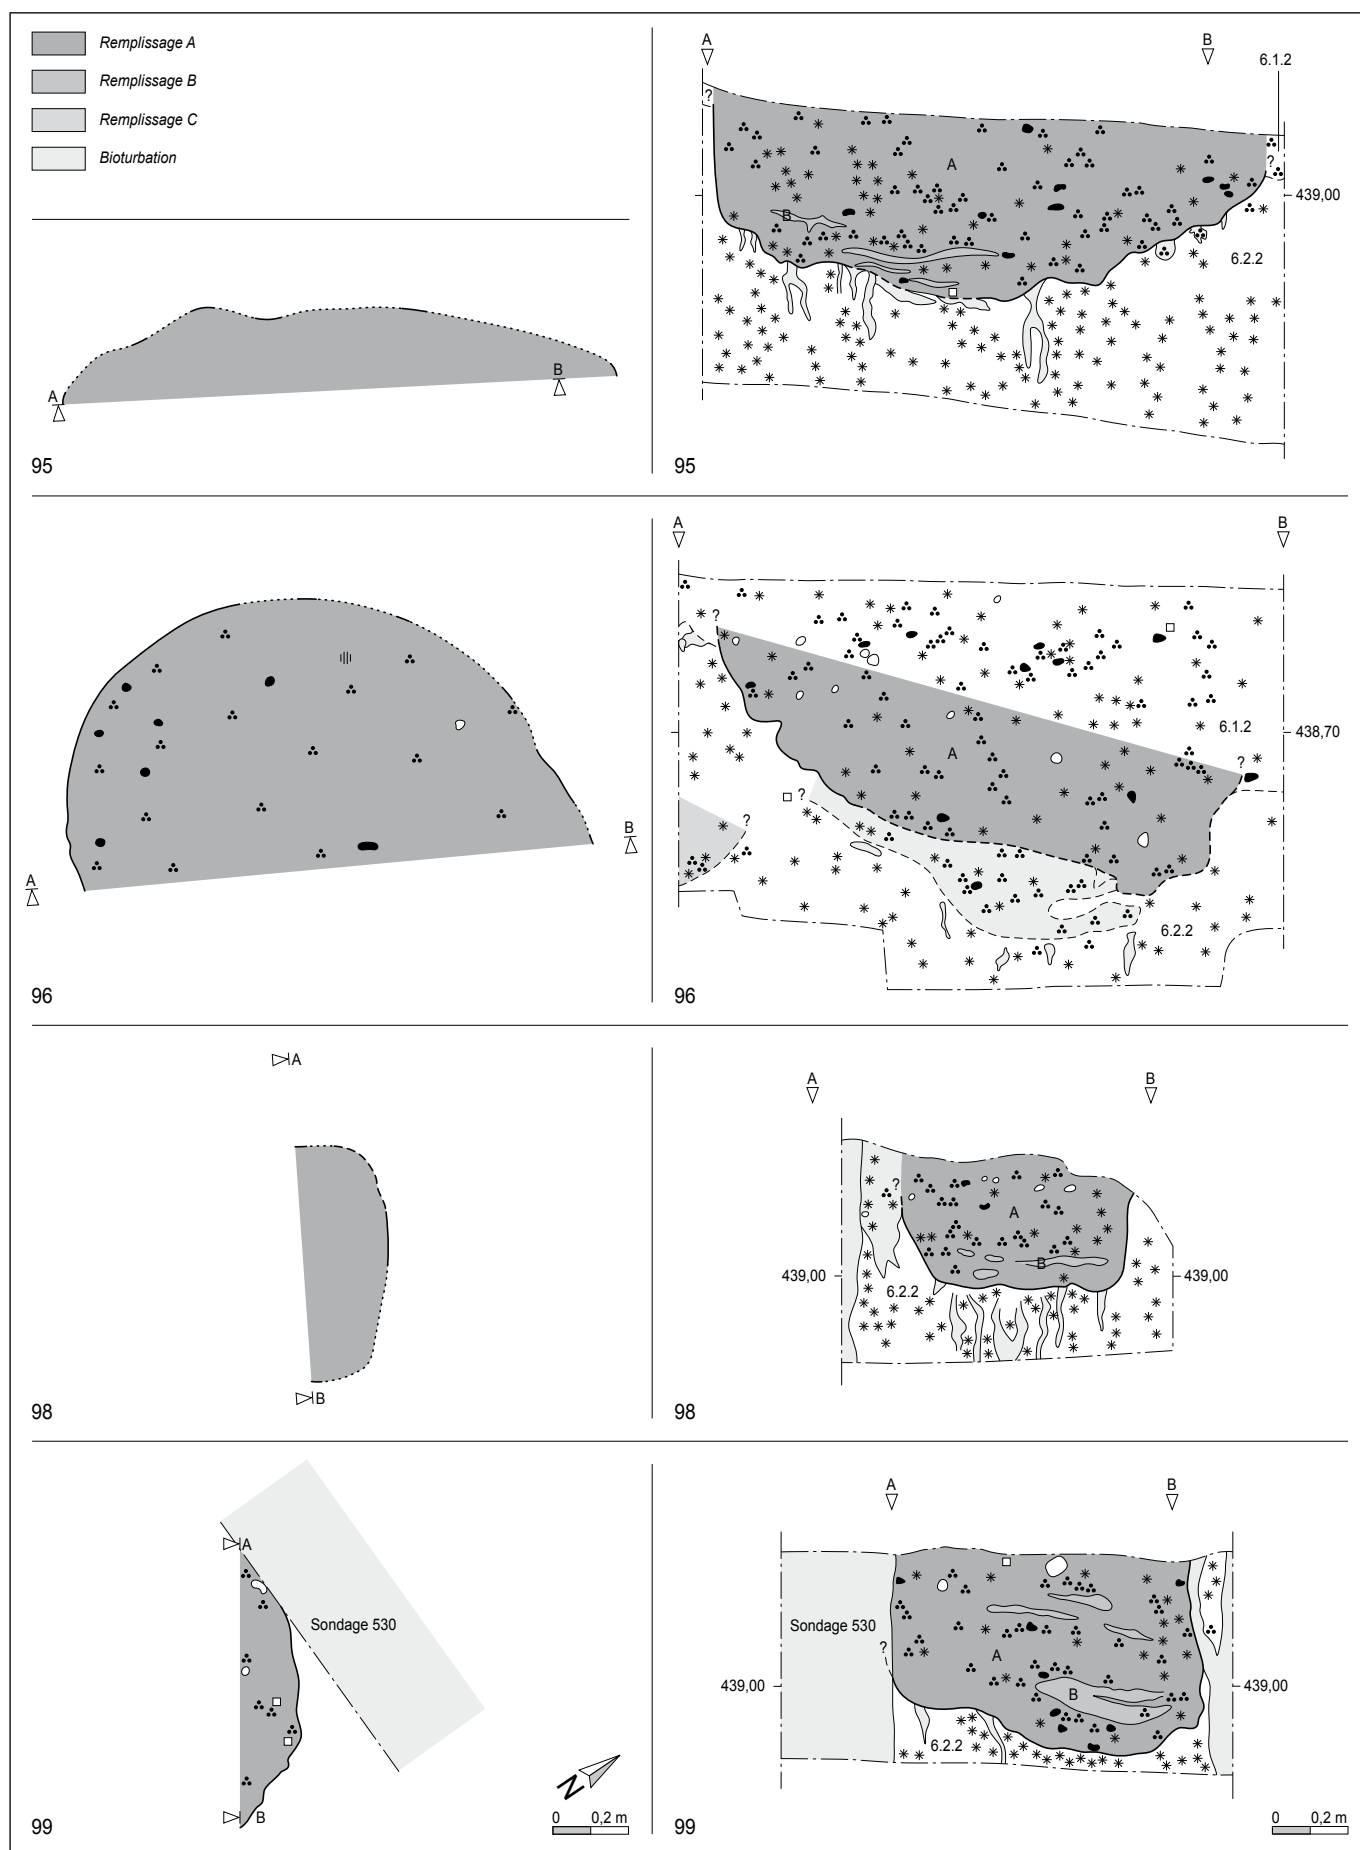 Remplissage A
Remplissage B
Remplissage C
Bioturbation
A
B
95
A
B
6.1.2
?
A
?
439,00
B
6.2.2
95
A
B
96
A
B
?
6.1.2
438,70
A
?
?
?
6.2.2
96
A
B
98
A
B
?
A
B
439,00
439,00
6.2.2
98
A
Sondage 530
B
N
0 0,2 m
99
A
B
Sondage 530
?
A
439,00
B
439,00
6.2.2
0 0,2 m
99